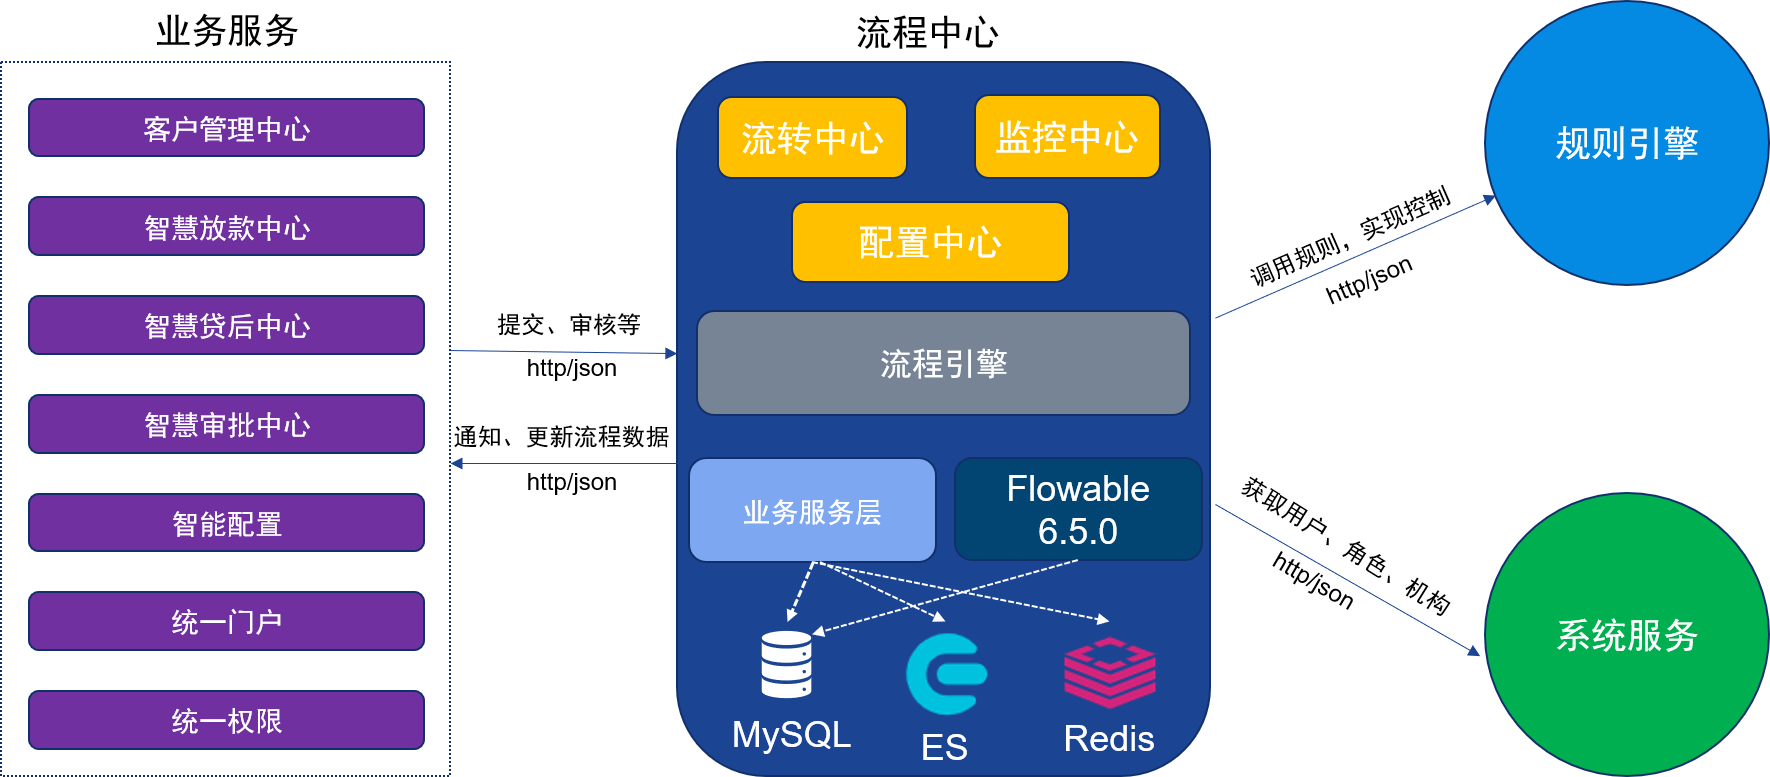 业务服务
客户管理中心
智慧放款中心
智慧贷后中心
智慧审批中心
智能配置
统一门户
统一权限
提交、审核等
http/json
通知、更新流程数据
http/json
流程中心
流转中心
监控中心
配置中心
流程引擎
业务服务层
Flowable
6.5.0
MySQL
ES
Redis
调用规则，实现控制
http/json
获取用户、角色、机构
http/json
规则引擎
系统服务